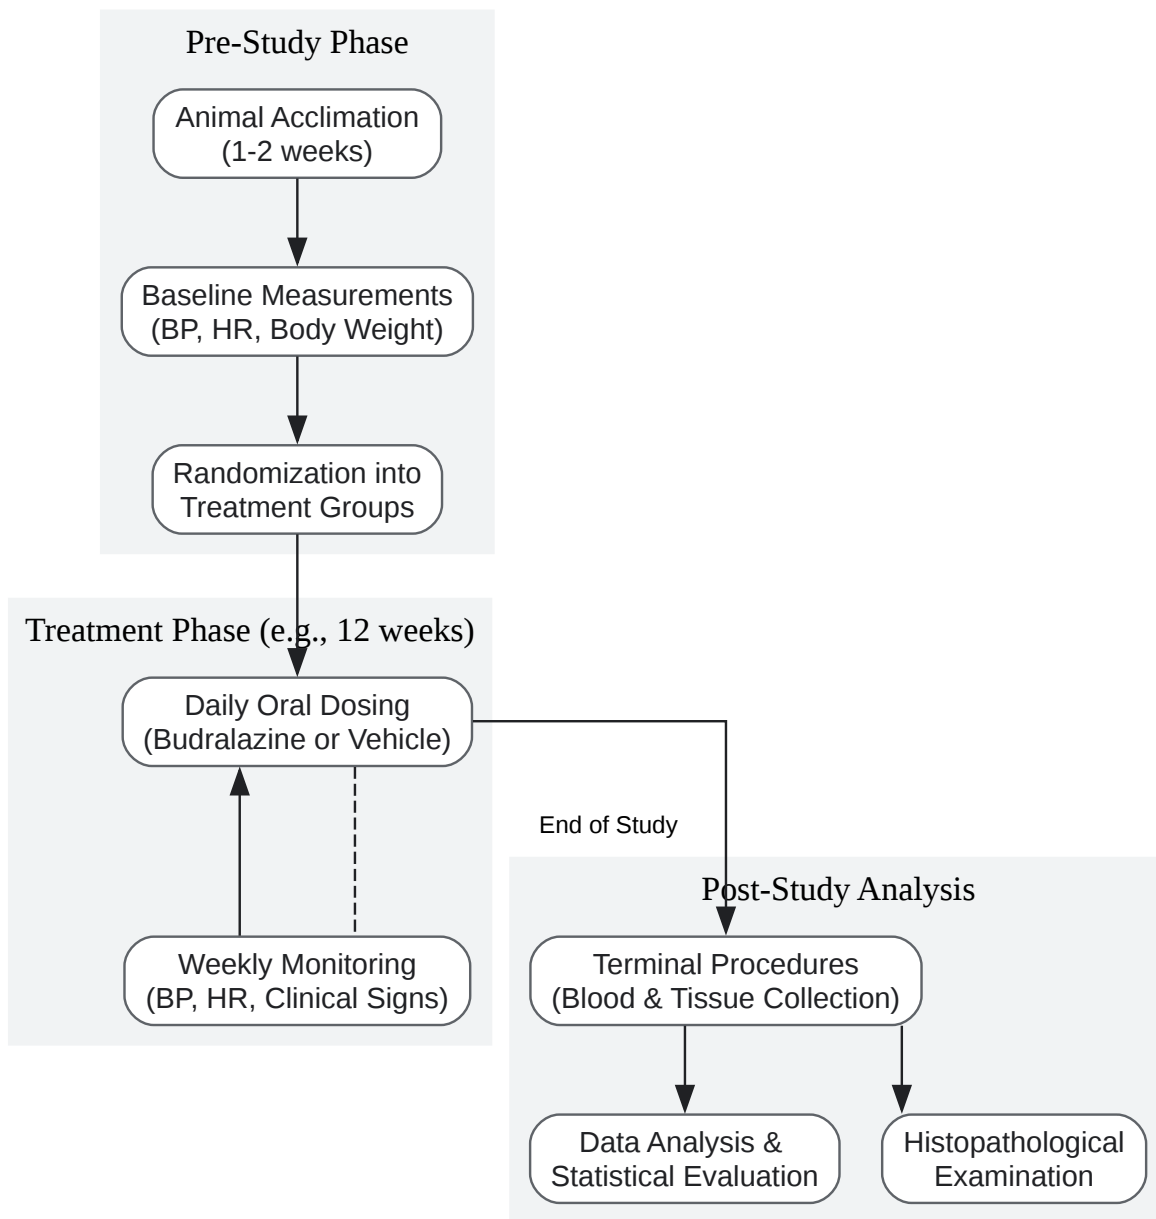 Pre-Study Phase
Animal Acclimation
(1-2 weeks)
Baseline Measurements
(BP, HR, Body Weight)
Randomization into
Treatment Groups
Treatment Phase (e.g., 12 weeks)
Daily Oral Dosing
(Budralazine or Vehicle)
End of Study
Weekly Monitoring
(BP, HR, Clinical Signs)
Post-Study Analysis
Terminal Procedures
(Blood & Tissue Collection)
Data Analysis &
Statistical Evaluation
Histopathological
Examination